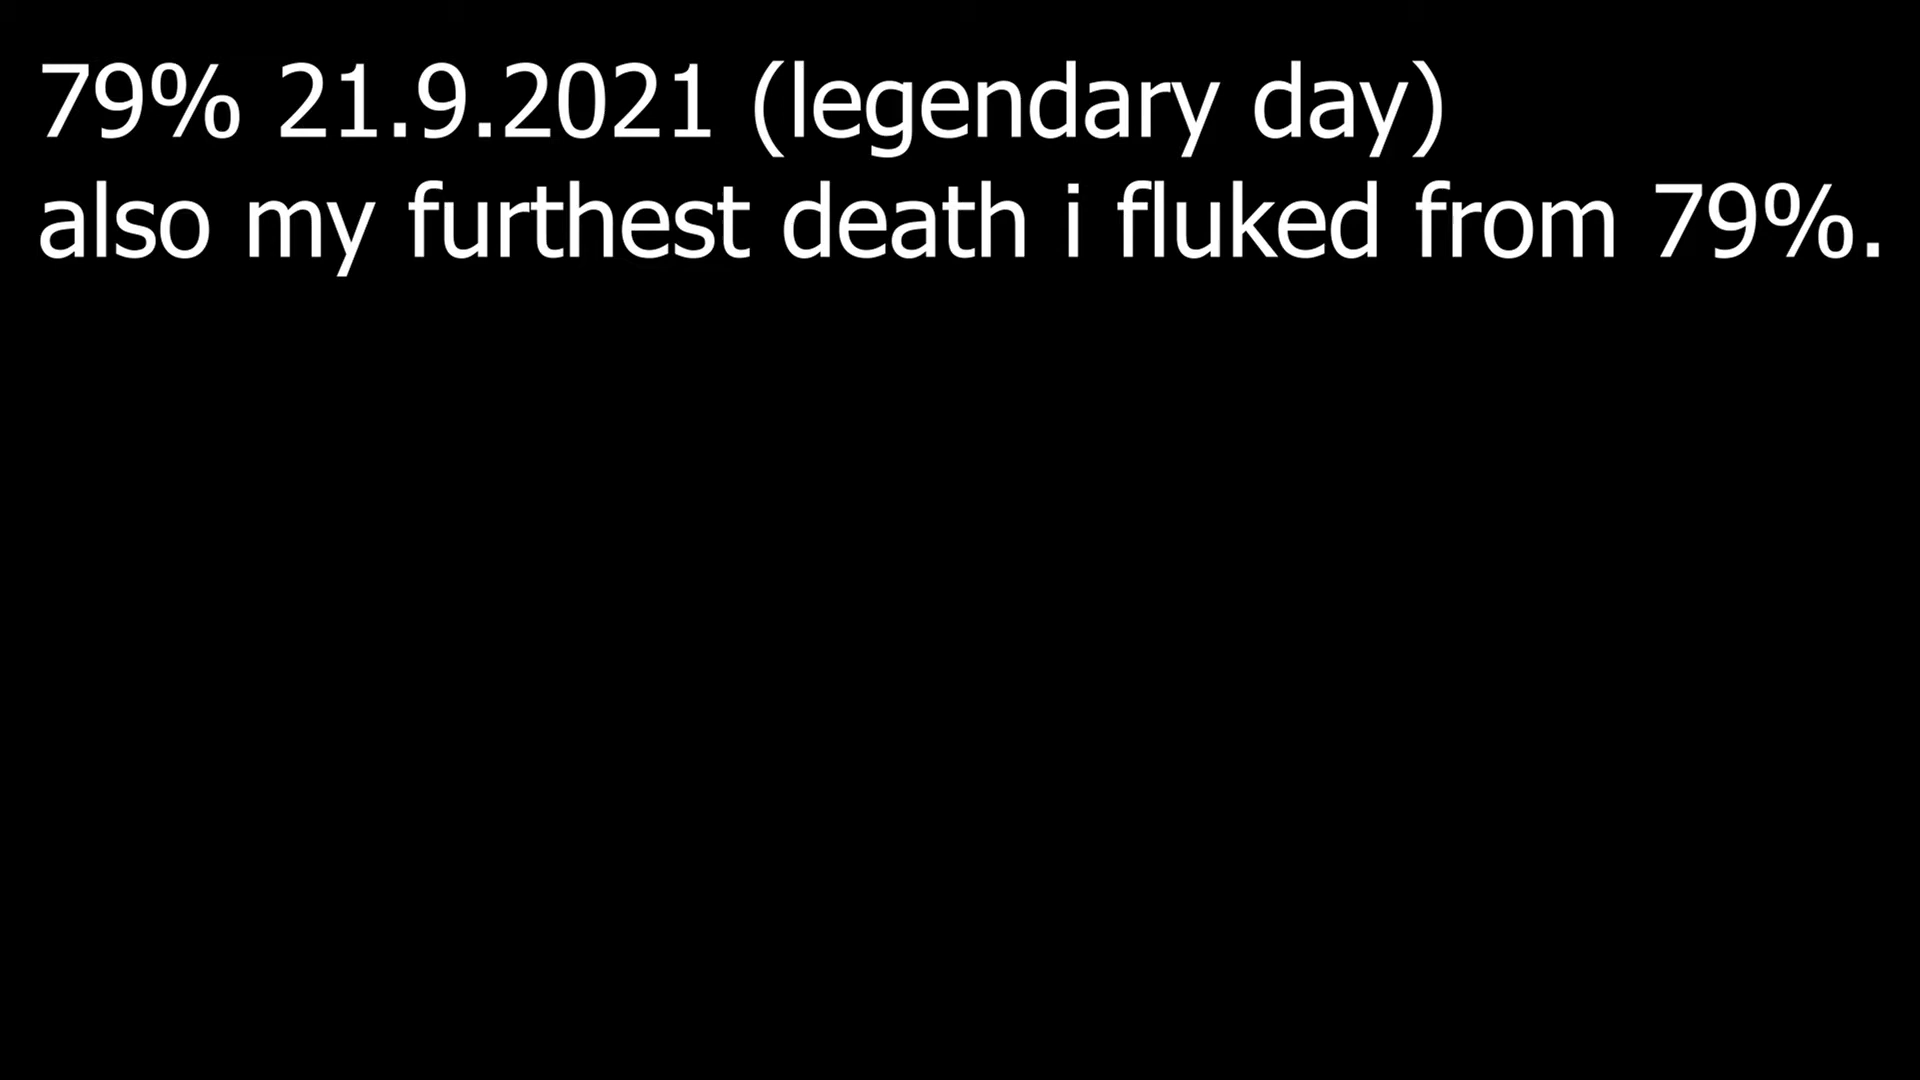 79% 21.9.2021 (legendary day)
also my furthest death i fluked from 79%.